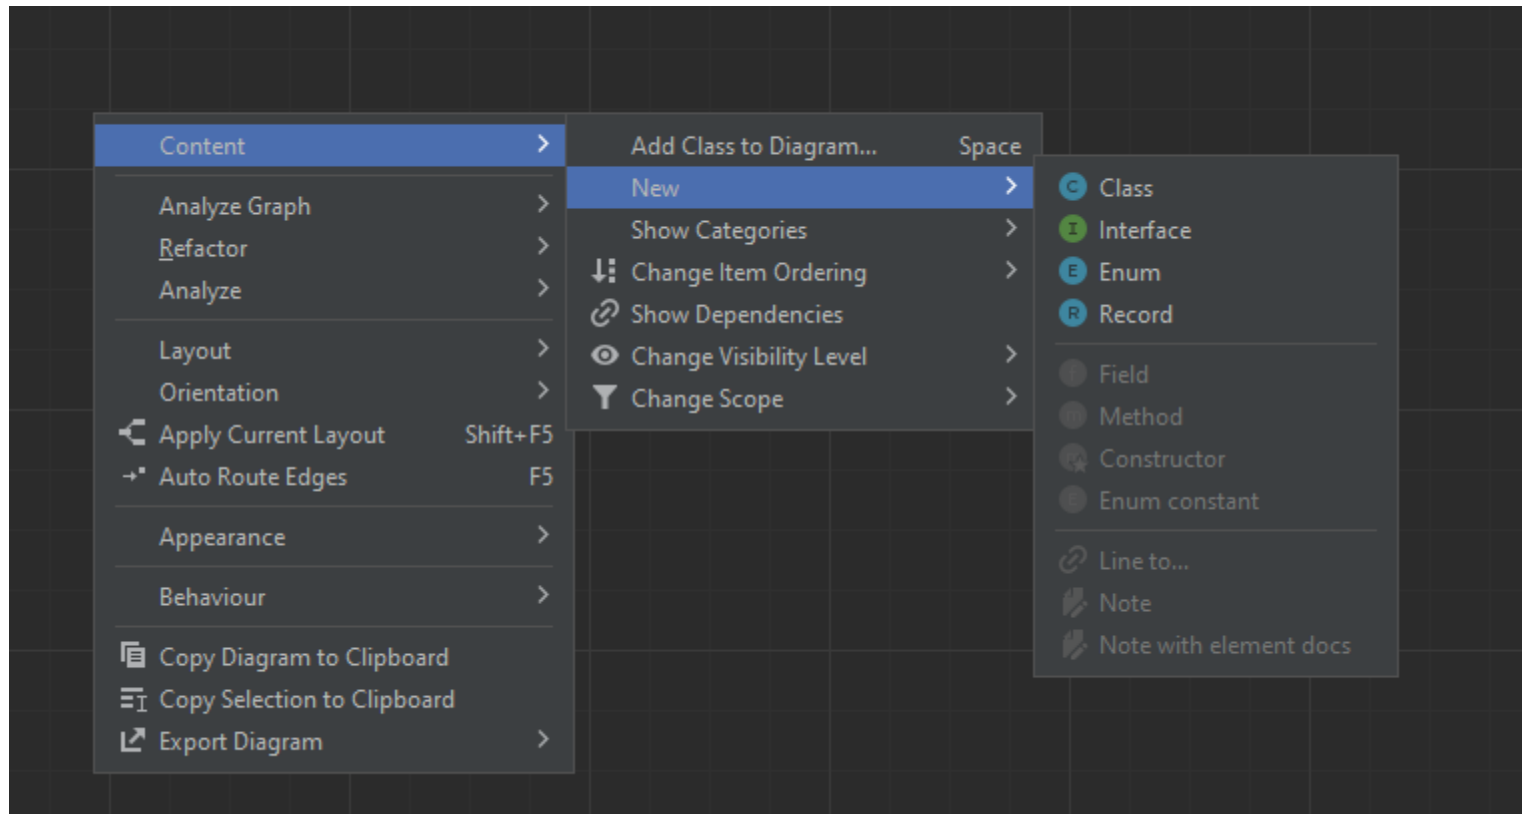 Content
Analyze Graph
Refactor
Analyze
Layout
Orientation
Apply Current Layout Shift+F5
Auto Route Edges F5
Appearance
Behaviour
Copy Diagram to Clipboard
Copy Selection to Clipboard
Export Diagram
Add Class to Diagram... Space
New
Show Categories
Change Item Ordering
Show Dependencies
Change Visibility Level
Change Scope
C Class
I Interface
E Enum
R Record
Field
Method
Constructor
Enum constant
Line to...
Note
Note with element docs